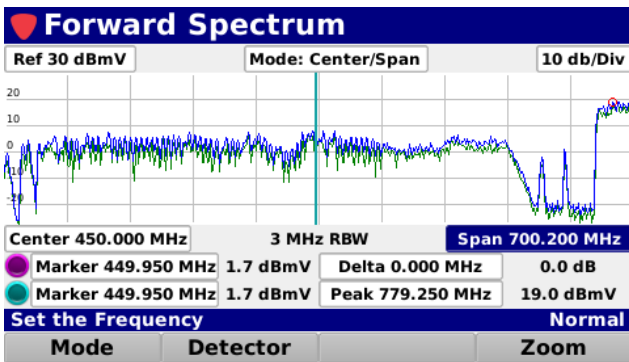 Forward Spectrum
Ref 30 dBmV Mode: Center/Span 10 db/Div
20
10
0
-10
-20
Center 450.000 MHz 3 MHz RBW Span 700.200 MHz
Marker 449.950 MHz 1.7 dBmV Delta 0.000 MHz 0.0 dB
Marker 449.950 MHz 1.7 dBmV Peak 779.250 MHz 19.0 dBmV
Set the Frequency Normal
Mode Detector Zoom